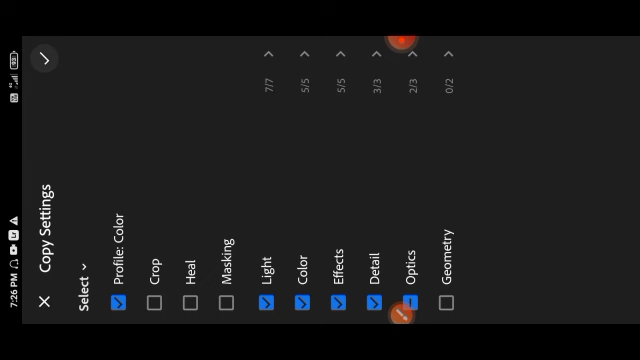 7:26 PM
Copy Settings
Select
Profile: Color
Crop
Heal
Masking
Light 7/7
Color 5/5
Effects 5/5
Detail 3/3
Optics 2/3
Geometry 0/2